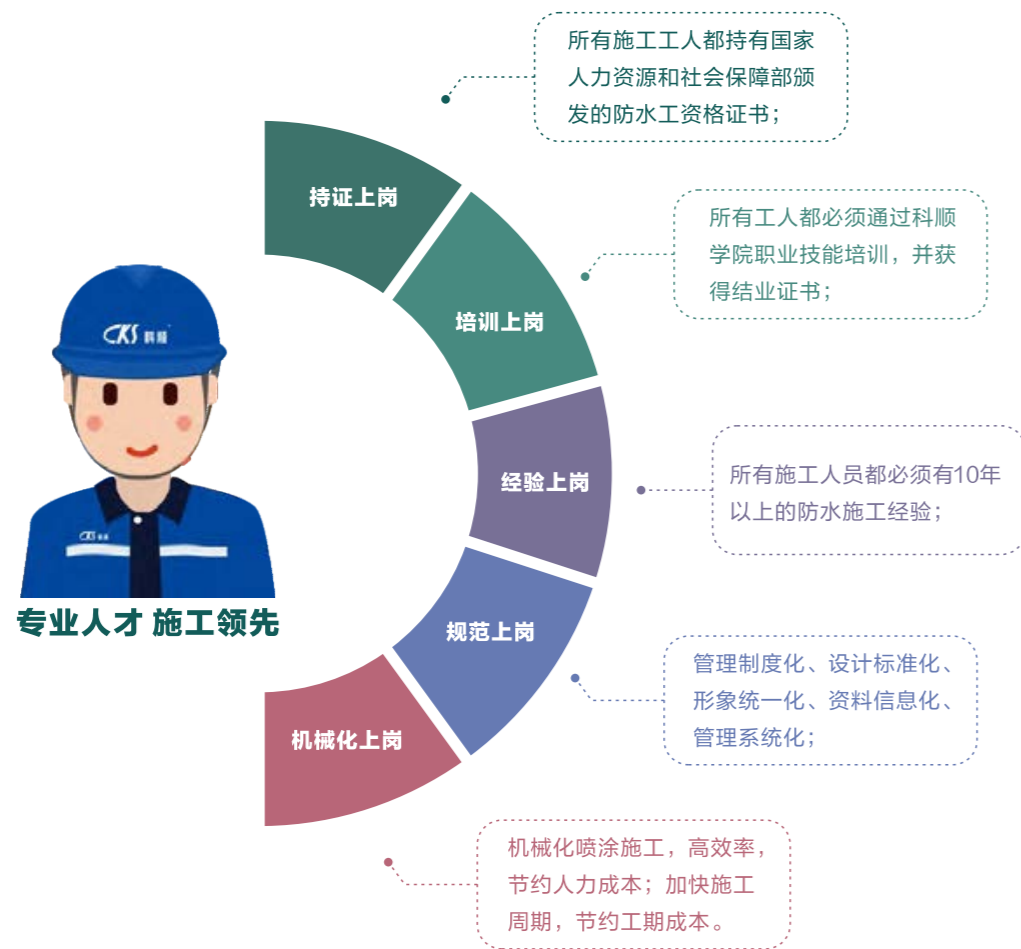 所有施工工人都持有国家
人力资源和社会保障部颁
发的防水工资格证书；
持证上岗
所有工人都必须通过科顺
学院职业技能培训，并获
得结业证书；
培训上岗
CKS 科顺
经验上岗
所有施工人员都必须有10年
以上的防水施工经验；
CKS 科顺
专业人才 施工领先
规范上岗
管理制度化、设计标准化、
形象统一化、资料信息化、
管理系统化；
机械化上岗
机械化喷涂施工，高效率，
节约人力成本；加快施工
周期，节约工期成本。